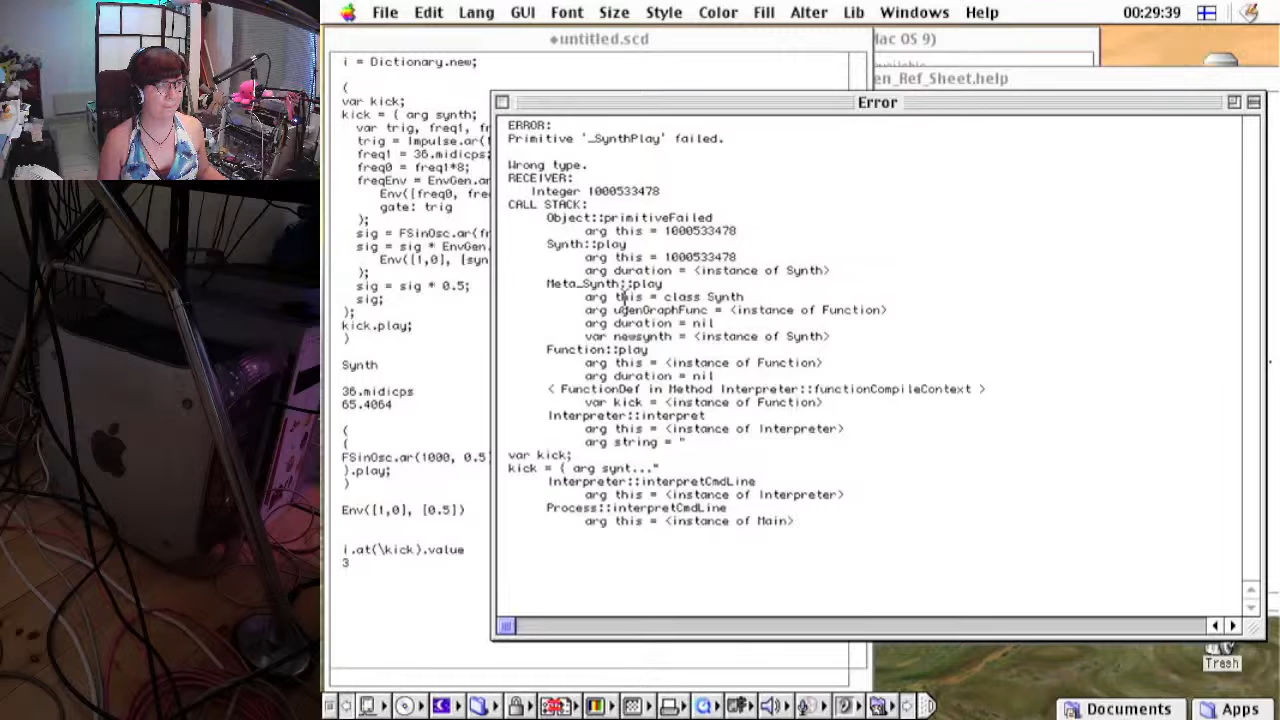 File Edit Lang GUI Font Size Style Color Fill Alter Lib Windows Help 00:29:39
untitled.scd
i = Dictionary.new;
(
var kick;
kick = { arg synth;
var trig, freq1,
trig = Impulse.ar(
freq1 = 36.midicps;
freq0 = freq1*8;
freqEnv = EnvGen.ar
Env([freq0,
gate: trig
);
sig = FSinOsc.ar(
sig = sig * EnvGen.
Env([1,0],
);
sig = sig * 0.5;
sig;
};
kick.play;
)
Synth
36.midicps
65.4064
(
{
FSinOsc.ar(1000, 0.5)
}.play;
)
Env([1,0], [0.5])
i.at(\kick).value
3
Mac OS 9)
en_Ref_Sheet.help
Error
ERROR:
Primitive '_SynthPlay' failed.
Wrong type.
RECEIVER:
Integer 1000533478
CALL STACK:
Object::primitiveFailed
arg this = 1000533478
Synth::play
arg this = 1000533478
arg duration = <instance of Synth>
Meta_Synth::play
arg this = class Synth
arg ugenGraphFunc = <instance of Function>
arg duration = nil
var newsynth = <instance of Synth>
Function::play
arg this = <instance of Function>
arg duration = nil
< FunctionDef in Method Interpreter::functionCompileContext >
var kick = <instance of Function>
Interpreter::interpret
arg this = <instance of Interpreter>
arg string = "
var kick;
kick = { arg synt..."
Interpreter::interpretCmdLine
arg this = <instance of Interpreter>
Process::interpretCmdLine
arg this = <instance of Main>
Trash
Documents
Apps